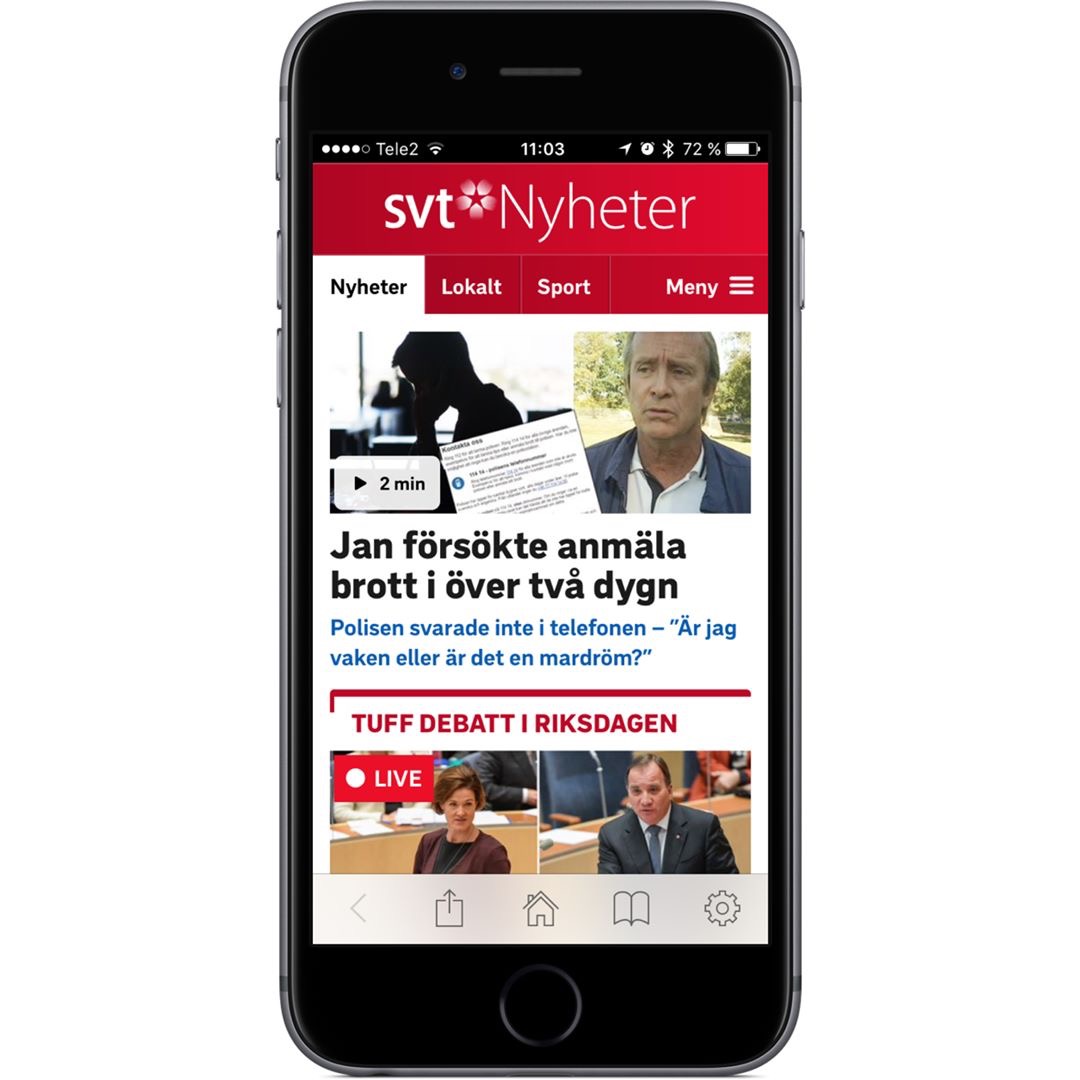 Tele2 11:03 72 %
svt Nyheter
Nyheter Lokalt Sport Meny
Kontakta oss
114 14 - polisens telefonnummer
2 min
Jan försökte anmäla
brott i över två dygn
Polisen svarade inte i telefonen – ”Är jag
vaken eller är det en mardröm?”
TUFF DEBATT I RIKSDAGEN
LIVE